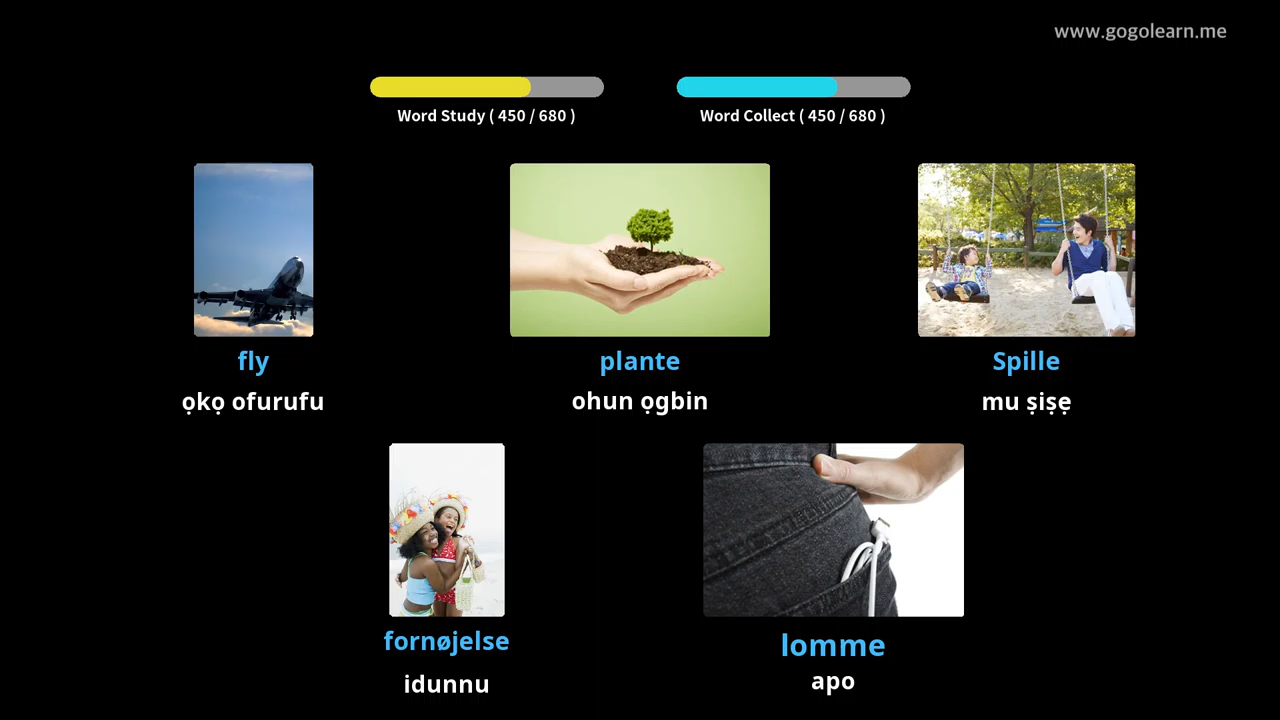 www.gogolearn.me
Word Study ( 450 / 680 )
Word Collect ( 450 / 680 )
fly
ọkọ ofurufu
plante
ohun ọgbin
Spille
mu ṣiṣẹ
fornøjelse
idunnu
lomme
apo